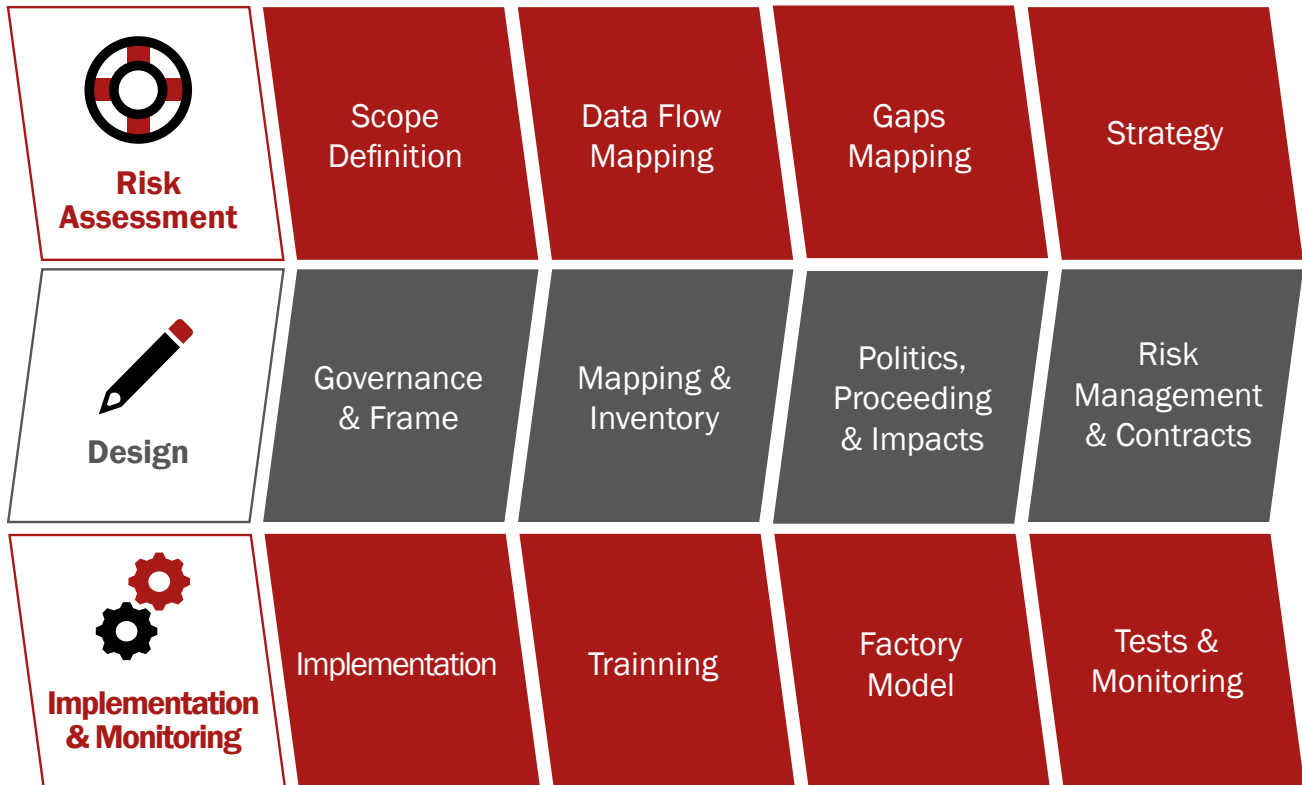 Risk
Assessment
Scope
Definition
Data Flow
Mapping
Gaps
Mapping
Strategy
Design
Governance
& Frame
Mapping &
Inventory
Politics,
Proceeding
& Impacts
Risk
Management
& Contracts
Implementation
& Monitoring
Implementation
Trainning
Factory
Model
Tests &
Monitoring